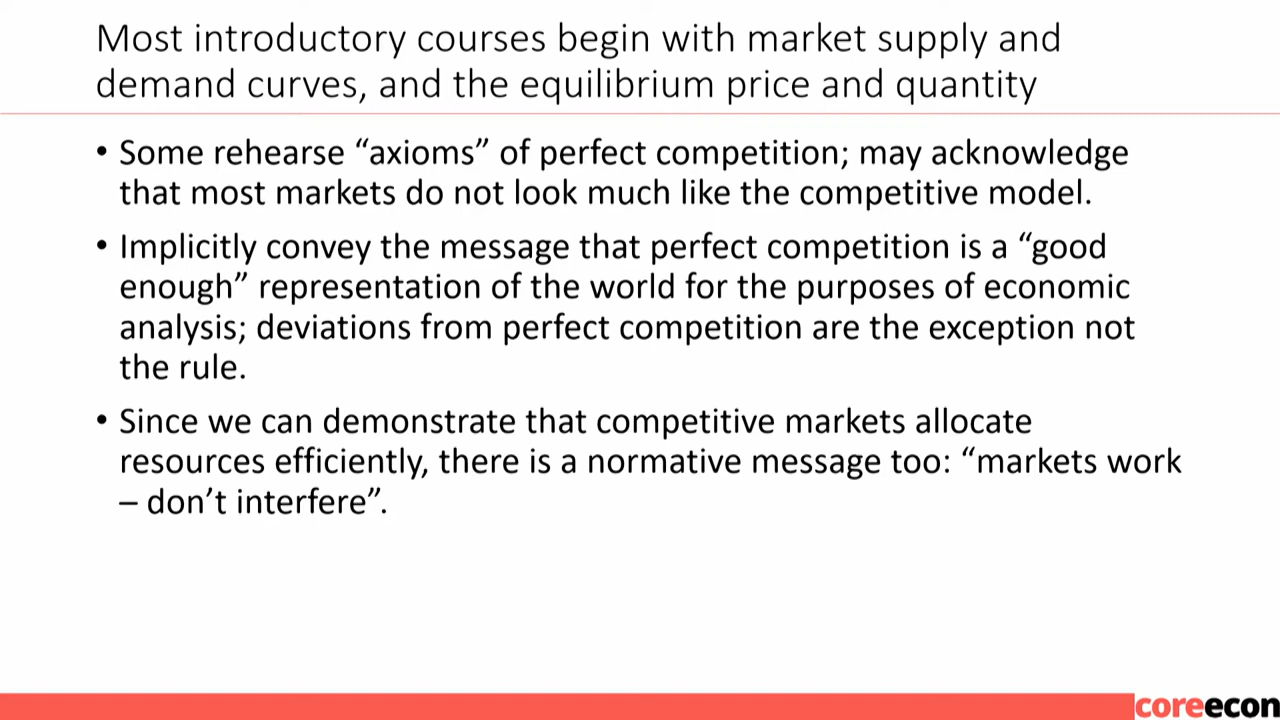 Most introductory courses begin with market supply and
demand curves, and the equilibrium price and quantity
• Some rehearse “axioms” of perfect competition; may acknowledge
that most markets do not look much like the competitive model.
• Implicitly convey the message that perfect competition is a “good
enough” representation of the world for the purposes of economic
analysis; deviations from perfect competition are the exception not
the rule.
• Since we can demonstrate that competitive markets allocate
resources efficiently, there is a normative message too: “markets work
– don’t interfere”.
coreecon